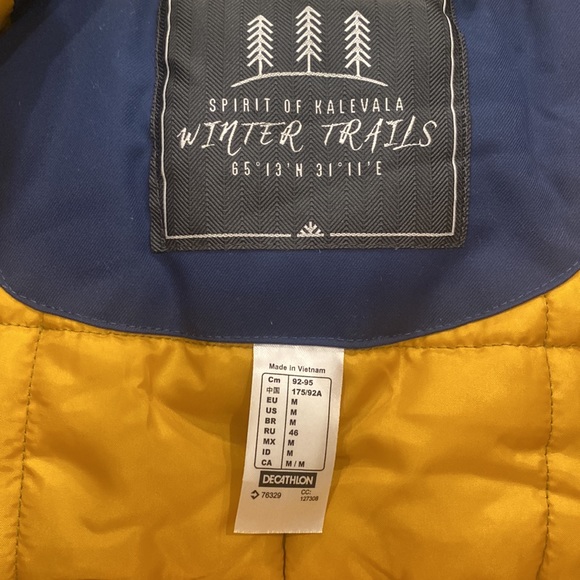 SPIRIT OF KALEVALA
WINTER TRAILS
65°13'N 31°11'E
Made in Vietnam
Cm 92-95
中国 175/92A
EU M
US M
BR M
RU 46
MX M
ID M
CA M / M
DECATHLON
76329 CC: 127308